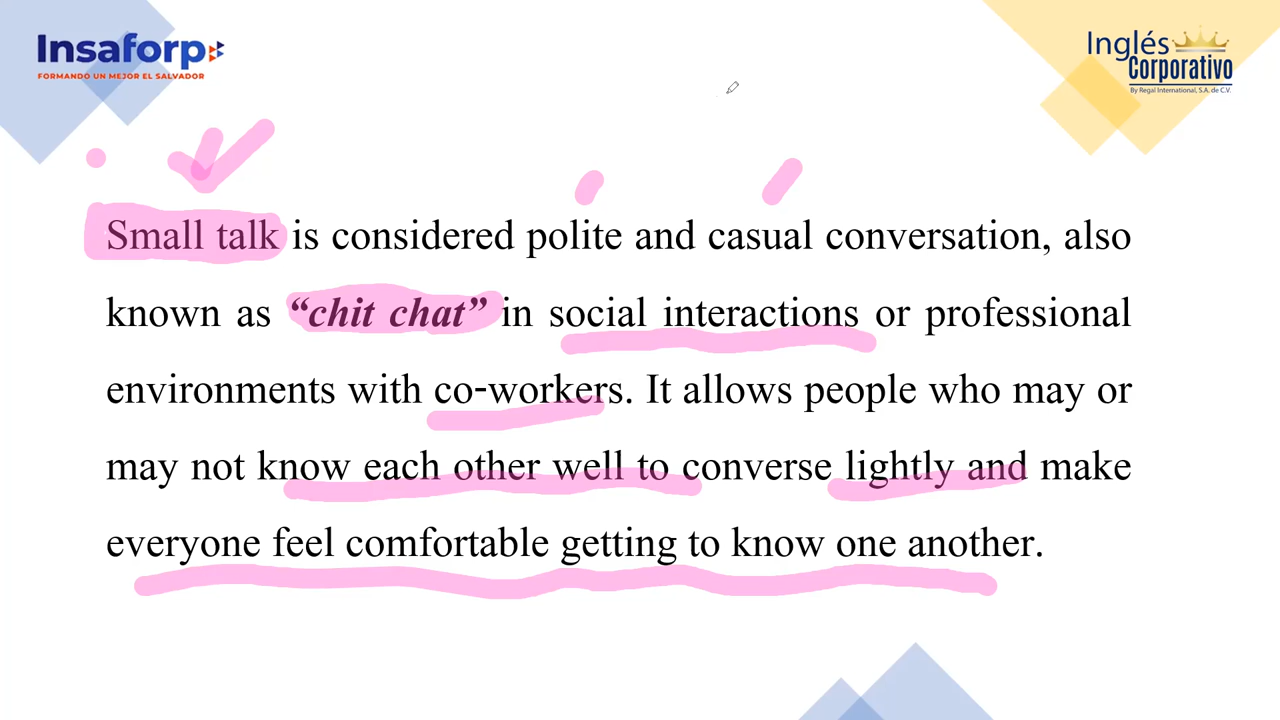 Insaforp
FORMANDO UN MEJOR EL SALVADOR
Inglés
Corporativo
By Regal International, S.A. de C.V.
Small talk is considered polite and casual conversation, also
known as “chit chat” in social interactions or professional
environments with co-workers. It allows people who may or
may not know each other well to converse lightly and make
everyone feel comfortable getting to know one another.